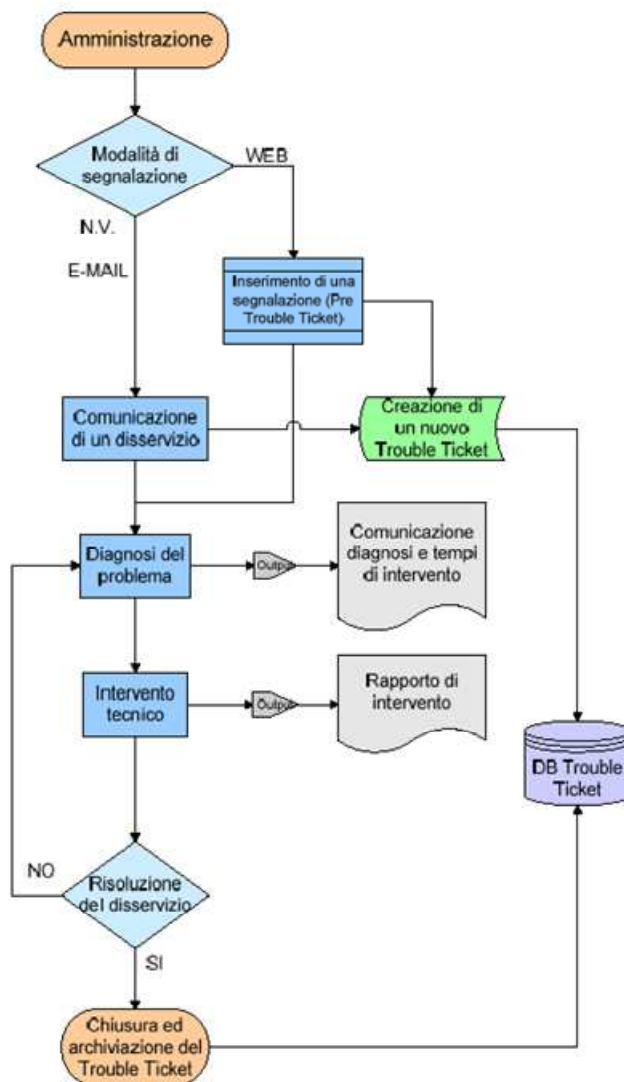 Amministrazione
Modalità di
segnalazione
WEB
N.V.
E-MAIL
Inserimento di una
segnalazione (Pre
Trouble Ticket)
Comunicazione
di un disservizio
Creazione di
un nuovo
Trouble Ticket
Diagnosi del
problema
Output
Comunicazione
diagnosi e tempi
di intervento
Intervento
tecnico
Output
Rapporto di
intervento
DB Trouble
Ticket
NO
Risoluzione
del disservizio
SI
Chiusura ed
archiviazione del
Trouble Ticket